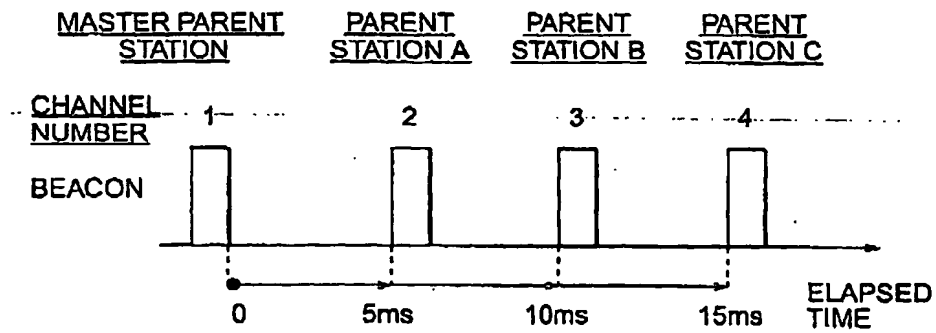 MASTER PARENT STATION
PARENT STATION A
PARENT STATION B
PARENT STATION C
CHANNEL NUMBER
1 2 3 4
BEACON
0 5ms 10ms 15ms
ELAPSED TIME